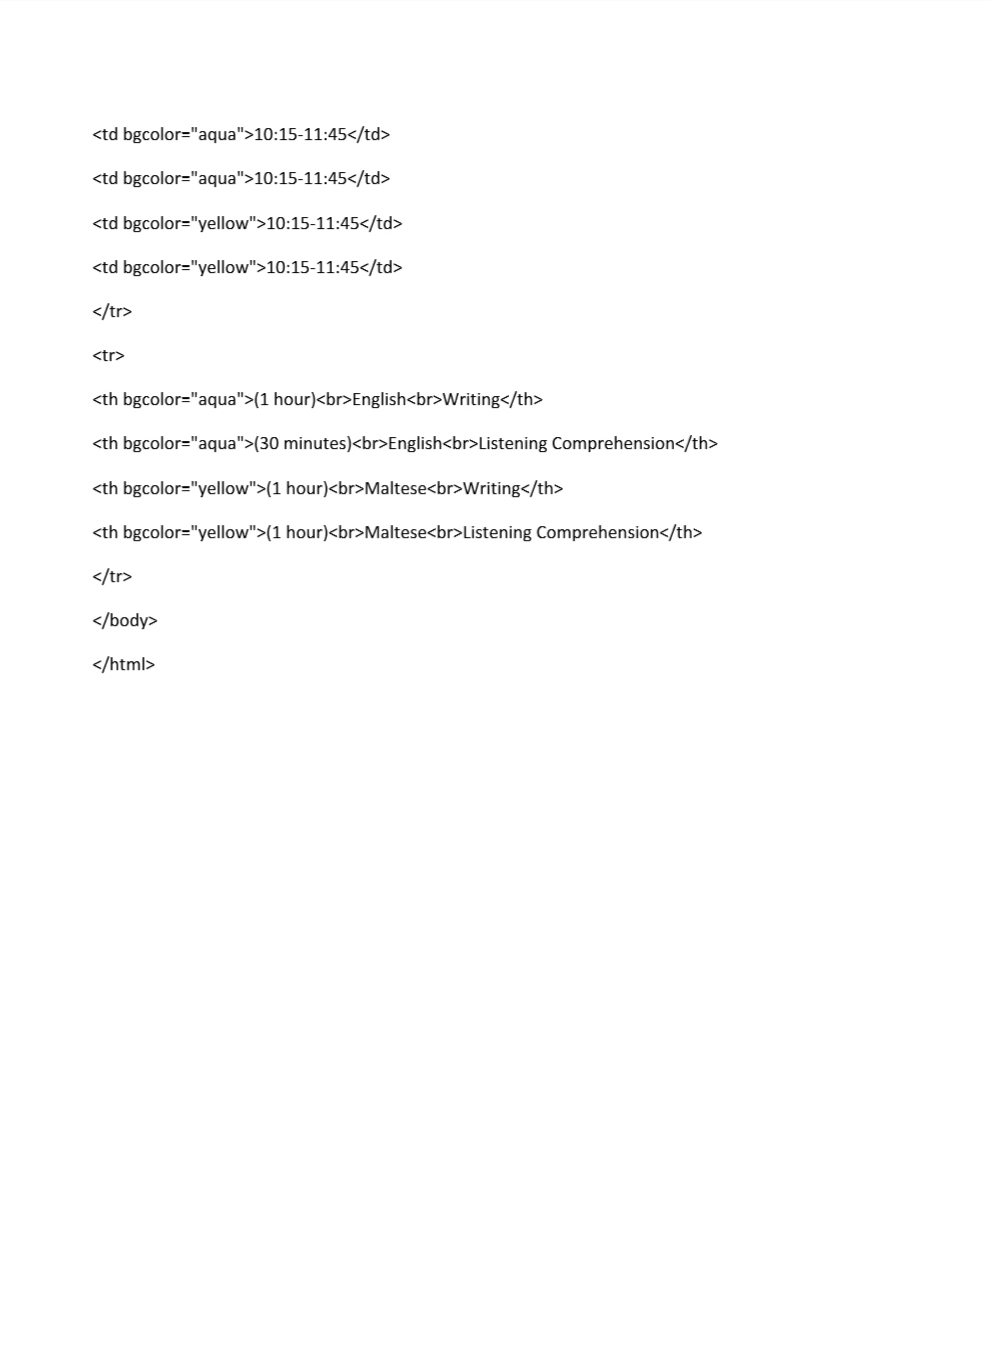 <td bgcolor="aqua">10:15-11:45</td>
<td bgcolor="aqua">10:15-11:45</td>
<td bgcolor="yellow">10:15-11:45</td>
<td bgcolor="yellow">10:15-11:45</td>
</tr>
<tr>
<th bgcolor="aqua">(1 hour)<br>English<br>Writing</th>
<th bgcolor="aqua">(30 minutes)<br>English<br>Listening Comprehension</th>
<th bgcolor="yellow">(1 hour)<br>Maltese<br>Writing</th>
<th bgcolor="yellow">(1 hour)<br>Maltese<br>Listening Comprehension</th>
</tr>
</body>
</html>